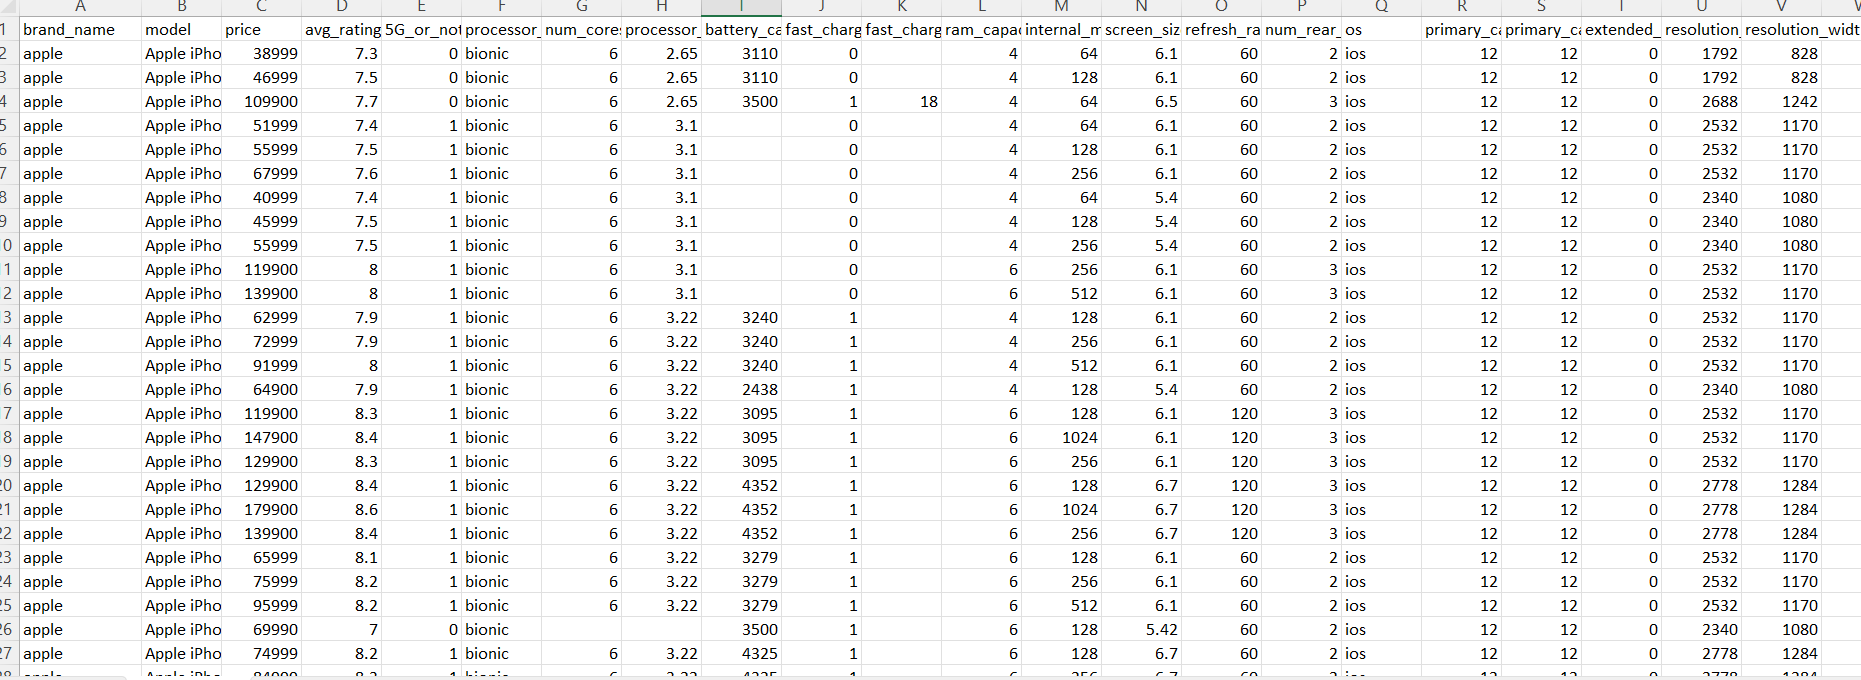 A B C D E F G H I J K L M N O P Q R S T U V
1 brand_name model price avg_rating 5G_or_not processor_ num_cores processor_ battery_ca fast_charg fast_charg ram_capac internal_m screen_siz refresh_ra num_rear_ os primary_ca primary_ca extended_ resolution_ resolution_widt
2 apple Apple iPho 38999 7.3 0 bionic 6 2.65 3110 0 4 64 6.1 60 2 ios 12 12 0 1792 828
3 apple Apple iPho 46999 7.5 0 bionic 6 2.65 3110 0 4 128 6.1 60 2 ios 12 12 0 1792 828
4 apple Apple iPho 109900 7.7 0 bionic 6 2.65 3500 1 18 4 64 6.5 60 3 ios 12 12 0 2688 1242
5 apple Apple iPho 51999 7.4 1 bionic 6 3.1 0 4 64 6.1 60 2 ios 12 12 0 2532 1170
6 apple Apple iPho 55999 7.5 1 bionic 6 3.1 0 4 128 6.1 60 2 ios 12 12 0 2532 1170
7 apple Apple iPho 67999 7.6 1 bionic 6 3.1 0 4 256 6.1 60 2 ios 12 12 0 2532 1170
8 apple Apple iPho 40999 7.4 1 bionic 6 3.1 0 4 64 5.4 60 2 ios 12 12 0 2340 1080
9 apple Apple iPho 45999 7.5 1 bionic 6 3.1 0 4 128 5.4 60 2 ios 12 12 0 2340 1080
10 apple Apple iPho 55999 7.5 1 bionic 6 3.1 0 4 256 5.4 60 2 ios 12 12 0 2340 1080
11 apple Apple iPho 119900 8 1 bionic 6 3.1 0 6 256 6.1 60 3 ios 12 12 0 2532 1170
12 apple Apple iPho 139900 8 1 bionic 6 3.1 0 6 512 6.1 60 3 ios 12 12 0 2532 1170
13 apple Apple iPho 62999 7.9 1 bionic 6 3.22 3240 1 4 128 6.1 60 2 ios 12 12 0 2532 1170
14 apple Apple iPho 72999 7.9 1 bionic 6 3.22 3240 1 4 256 6.1 60 2 ios 12 12 0 2532 1170
15 apple Apple iPho 91999 8 1 bionic 6 3.22 3240 1 4 512 6.1 60 2 ios 12 12 0 2532 1170
16 apple Apple iPho 64900 7.9 1 bionic 6 3.22 2438 1 4 128 5.4 60 2 ios 12 12 0 2340 1080
17 apple Apple iPho 119900 8.3 1 bionic 6 3.22 3095 1 6 128 6.1 120 3 ios 12 12 0 2532 1170
18 apple Apple iPho 147900 8.4 1 bionic 6 3.22 3095 1 6 1024 6.1 120 3 ios 12 12 0 2532 1170
19 apple Apple iPho 129900 8.3 1 bionic 6 3.22 3095 1 6 256 6.1 120 3 ios 12 12 0 2532 1170
20 apple Apple iPho 129900 8.4 1 bionic 6 3.22 4352 1 6 128 6.7 120 3 ios 12 12 0 2778 1284
21 apple Apple iPho 179900 8.6 1 bionic 6 3.22 4352 1 6 1024 6.7 120 3 ios 12 12 0 2778 1284
22 apple Apple iPho 139900 8.4 1 bionic 6 3.22 4352 1 6 256 6.7 120 3 ios 12 12 0 2778 1284
23 apple Apple iPho 65999 8.1 1 bionic 6 3.22 3279 1 6 128 6.1 60 2 ios 12 12 0 2532 1170
24 apple Apple iPho 75999 8.2 1 bionic 6 3.22 3279 1 6 256 6.1 60 2 ios 12 12 0 2532 1170
25 apple Apple iPho 95999 8.2 1 bionic 6 3.22 3279 1 6 512 6.1 60 2 ios 12 12 0 2532 1170
26 apple Apple iPho 69990 7 0 bionic 3500 1 6 128 5.42 60 2 ios 12 12 0 2340 1080
27 apple Apple iPho 74999 8.2 1 bionic 6 3.22 4325 1 6 128 6.7 60 2 ios 12 12 0 2778 1284